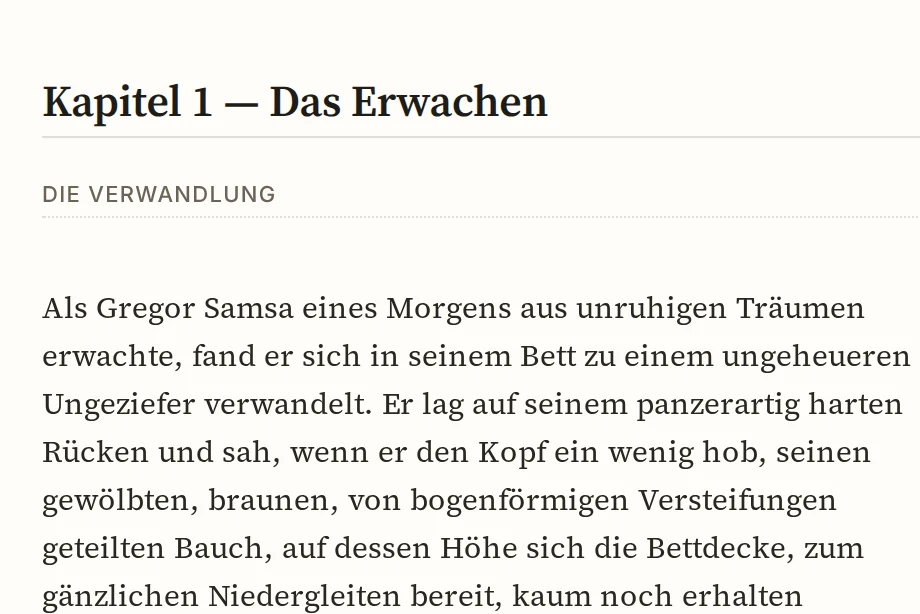 Kapitel 1 — Das Erwachen
DIE VERWANDLUNG
Als Gregor Samsa eines Morgens aus unruhigen Träumen
erwachte, fand er sich in seinem Bett zu einem ungeheueren
Ungeziefer verwandelt. Er lag auf seinem panzerartig harten
Rücken und sah, wenn er den Kopf ein wenig hob, seinen
gewölbten, braunen, von bogenförmigen Versteifungen
geteilten Bauch, auf dessen Höhe sich die Bettdecke, zum
gänzlichen Niedergleiten bereit, kaum noch erhalten